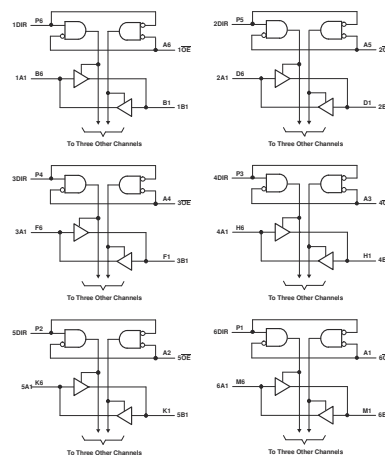 1DIR P6
A6
1OE
1A1 B6
B1 1B1
To Three Other Channels
2DIR P5
A5
2A1 D6
D1
To Three Other Channels
3DIR P4
A4
3OE
3A1 F6
F1 3B1
To Three Other Channels
4DIR P3
A3
4A1 H6
H1
To Three Other Channels
5DIR P2
A2
5OE
5A1 K6
K1 5B1
To Three Other Channels
6DIR P1
A1
6A1 M6
M1
To Three Other Channels